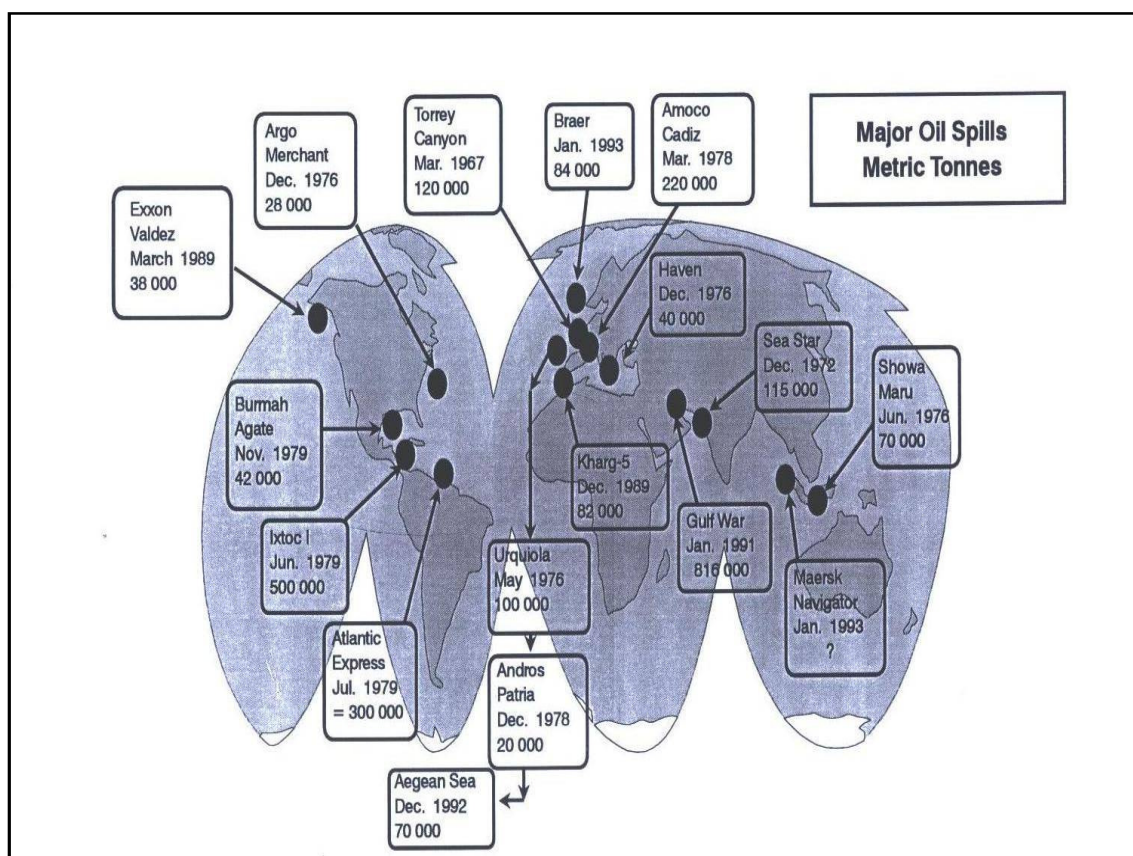 Major Oil Spills
Metric Tonnes
Exxon
Valdez
March 1989
38 000
Argo
Merchant
Dec. 1976
28 000
Torrey
Canyon
Mar. 1967
120 000
Braer
Jan. 1993
84 000
Amoco
Cadiz
Mar. 1978
220 000
Haven
Dec. 1976
40 000
Sea Star
Dec. 1972
115 000
Showa
Maru
Jun. 1976
70 000
Burmah
Agate
Nov. 1979
42 000
Ixtoc I
Jun. 1979
500 000
Atlantic
Express
Jul. 1979
= 300 000
Urquiola
May 1976
100 000
Kharg-5
Dec. 1989
82 000
Gulf War
Jan. 1991
816 000
Maersk
Navigator
Jan. 1993
?
Andros
Patria
Dec. 1978
20 000
Aegean Sea
Dec. 1992
70 000